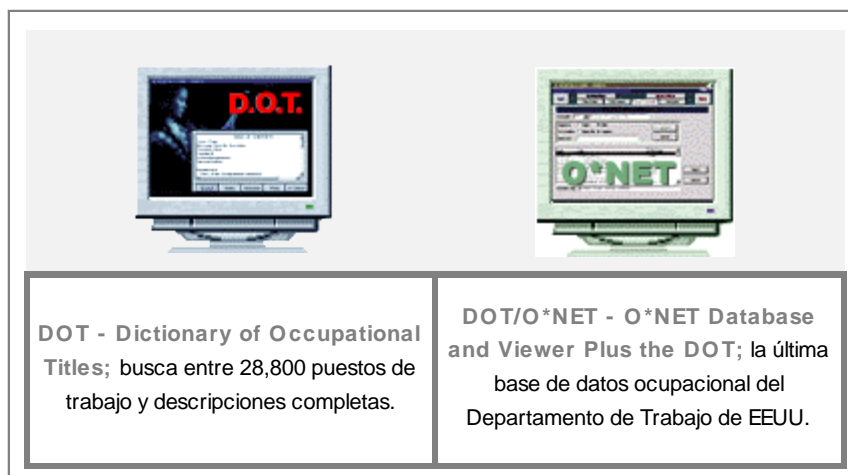 D.O.T.
O*NET
DOT - Dictionary of Occupational
Titles; busca entre 28,800 puestos de
trabajo y descripciones completas.
DOT/O*NET - O*NET Database
and Viewer Plus the DOT; la última
base de datos ocupacional del
Departamento de Trabajo de EEUU.